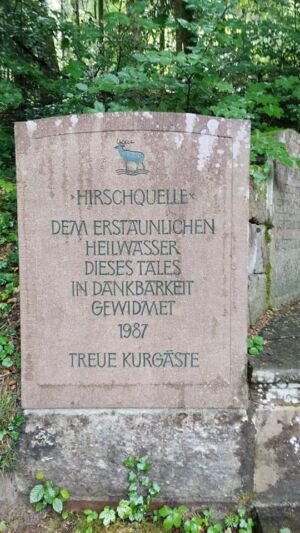 ›HIRSCHQUELLE‹
DEM ERSTAUNLICHEN
HEILWASSER
DIESES TALES
IN DANKBARKEIT
GEWIDMET
1987
TREUE KURGÄSTE